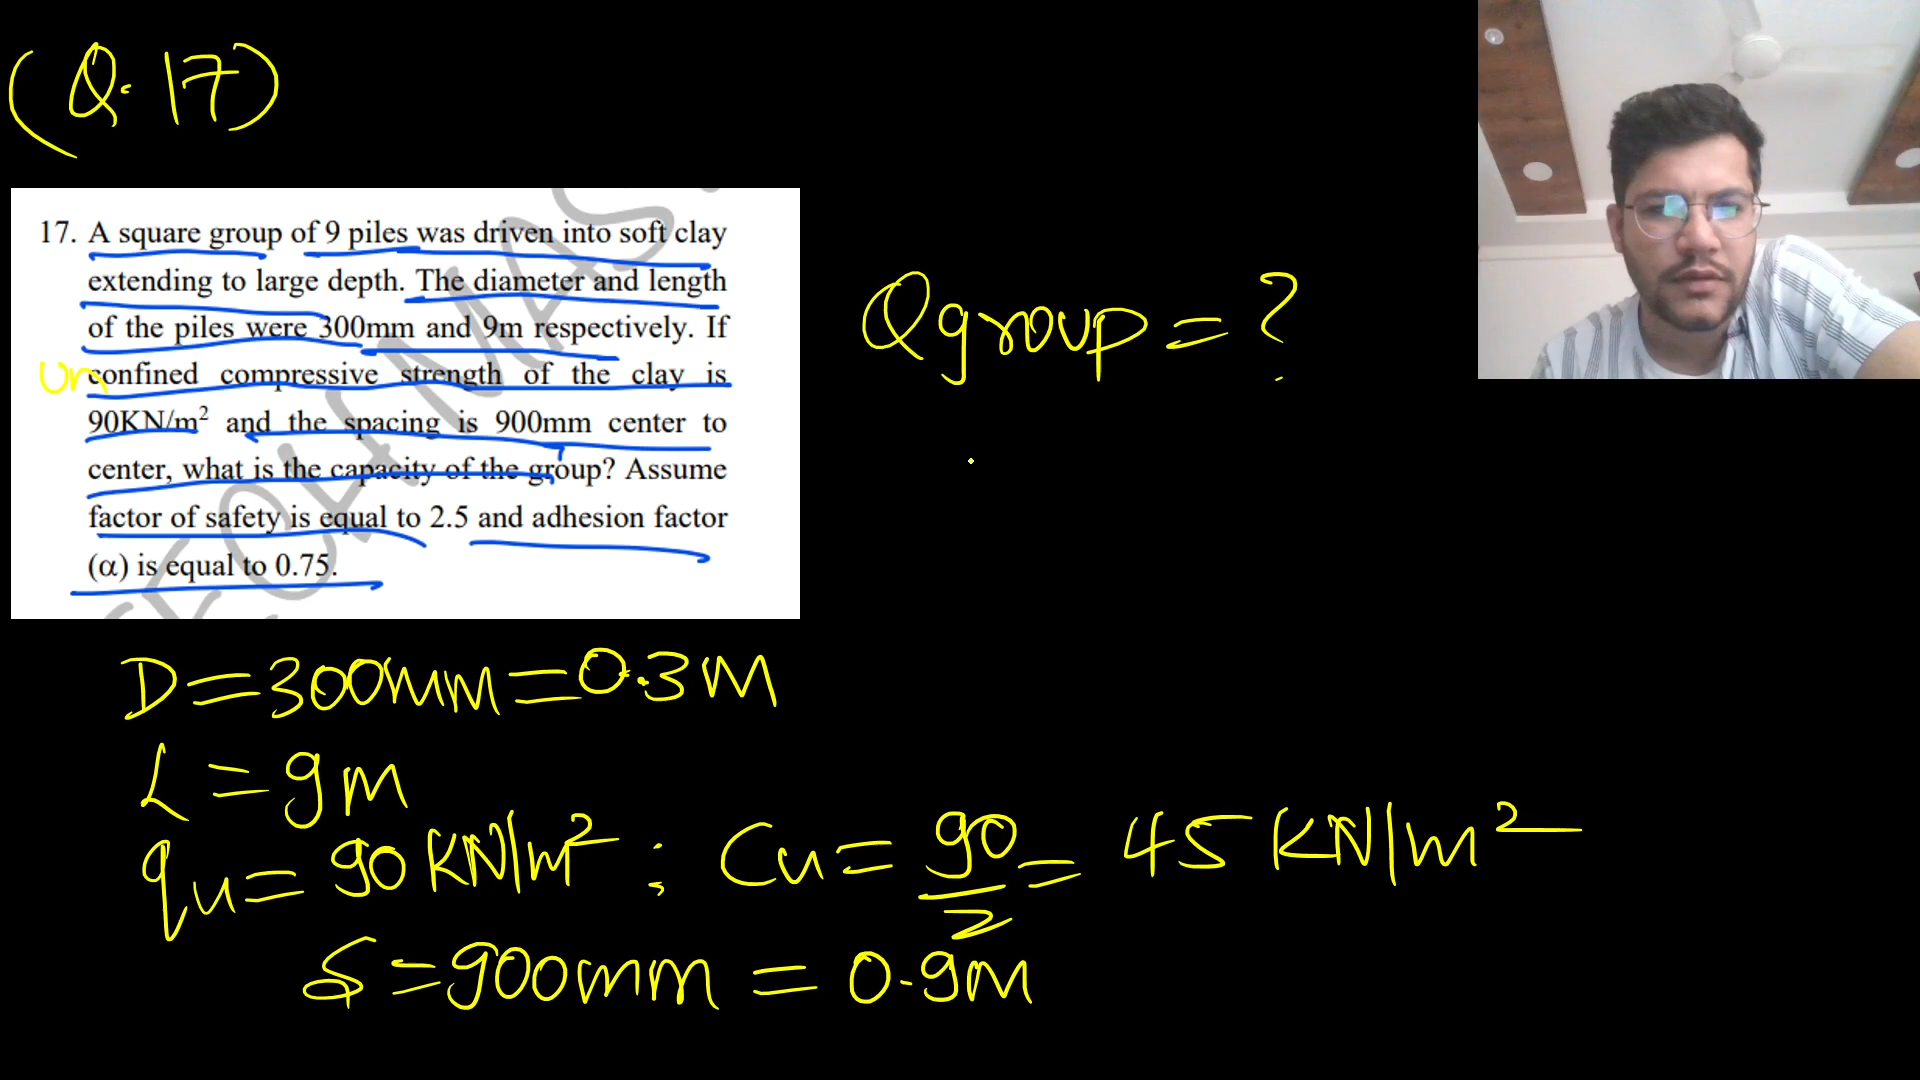 (Q. 17)
17. A square group of 9 piles was driven into soft clay
extending to large depth. The diameter and length
of the piles were 300mm and 9m respectively. If
Un confined compressive strength of the clay is
90KN/m² and the spacing is 900mm center to
center, what is the capacity of the group? Assume
factor of safety is equal to 2.5 and adhesion factor
(α) is equal to 0.75.
Qgroup = ?
D = 300mm = 0.3m
L = 9m
qu = 90 KN/m² ; Cu = 90/2 = 45 KN/m²
S = 900mm = 0.9m